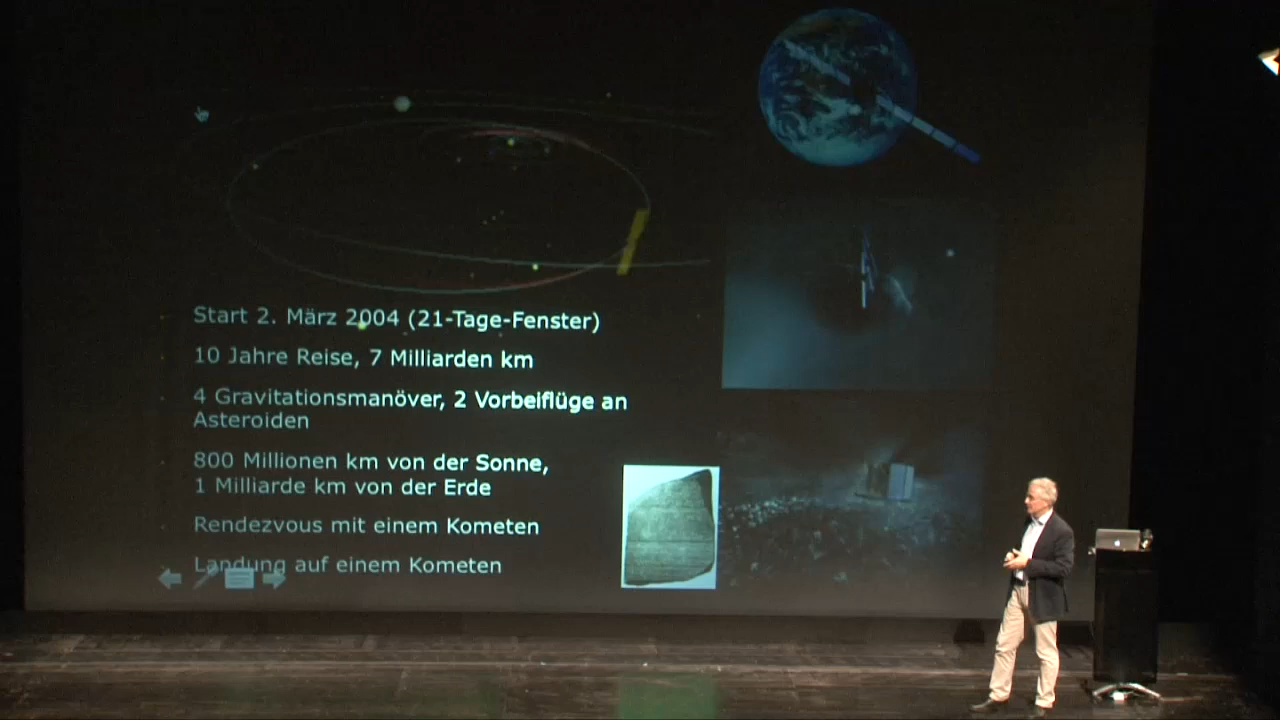 Start 2. März 2004 (21-Tage-Fenster)
10 Jahre Reise, 7 Milliarden km
4 Gravitationsmanöver, 2 Vorbeiflüge an
Asteroiden
800 Millionen km von der Sonne,
1 Milliarde km von der Erde
Rendezvous mit einem Kometen
Landung auf einem Kometen